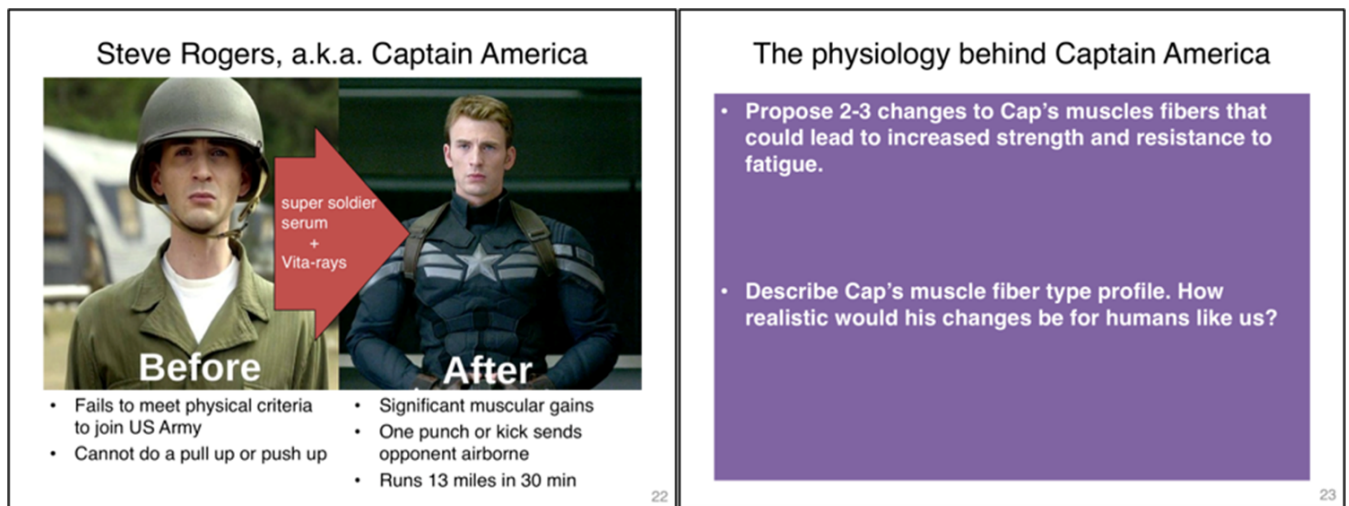 Steve Rogers, a.k.a. Captain America
super soldier
serum
+
Vita-rays
Before
After
• Fails to meet physical criteria
to join US Army
• Cannot do a pull up or push up
• Significant muscular gains
• One punch or kick sends
opponent airborne
• Runs 13 miles in 30 min
22
The physiology behind Captain America
• Propose 2-3 changes to Cap's muscles fibers that
could lead to increased strength and resistance to
fatigue.
• Describe Cap's muscle fiber type profile. How
realistic would his changes be for humans like us?
23